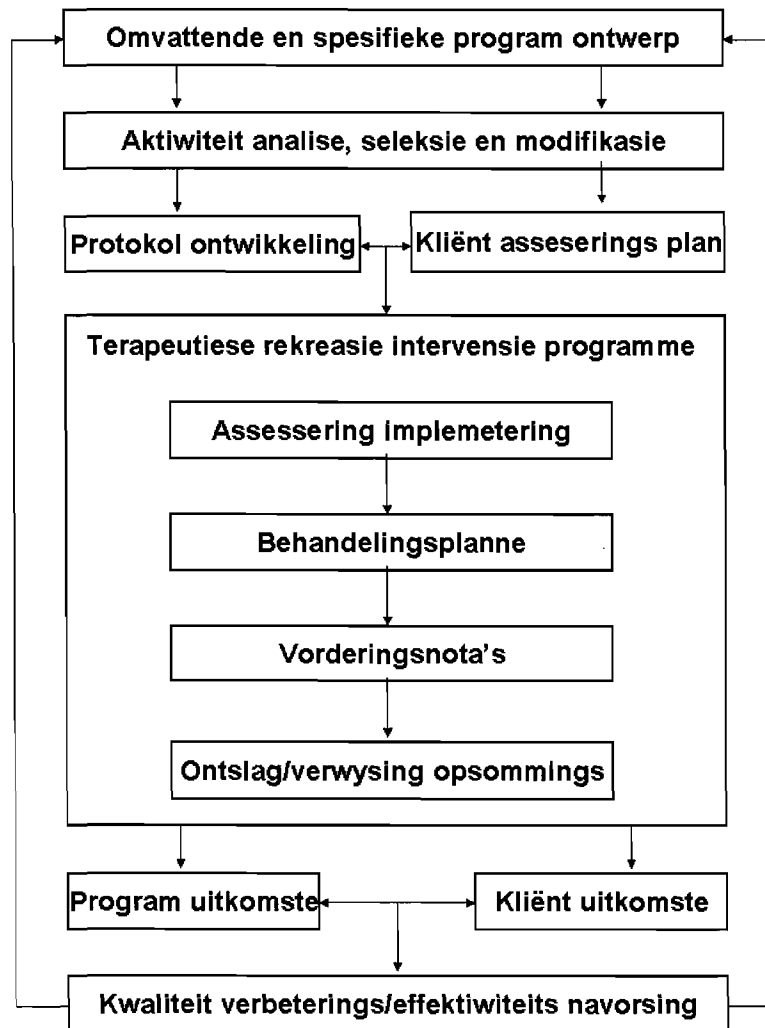 Omvattende en spesifieke program ontwerp
Aktiwiteit analise, seleksie en modifikasie
Protokol ontwikkeling
Kliënt asseserings plan
Terapeutiese rekreasie intervensie programme
Assessering implemetering
Behandelingsplanne
Vorderingsnota's
Ontslag/verwysing opsommings
Program uitkomste
Kliënt uitkomste
Kwaliteit verbeterings/effektiwiteits navorsing